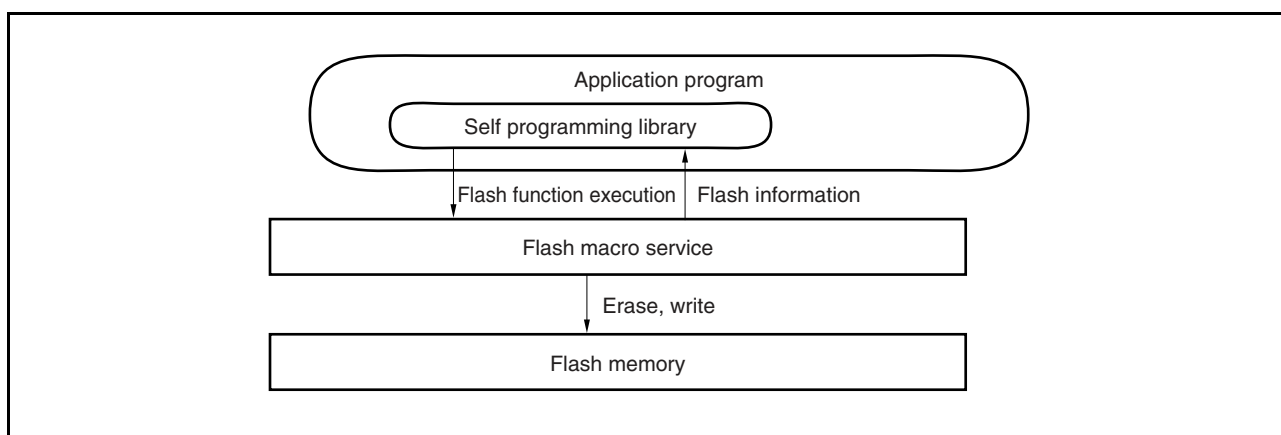 Application program
Self programming library
Flash function execution
Flash information
Flash macro service
Erase, write
Flash memory